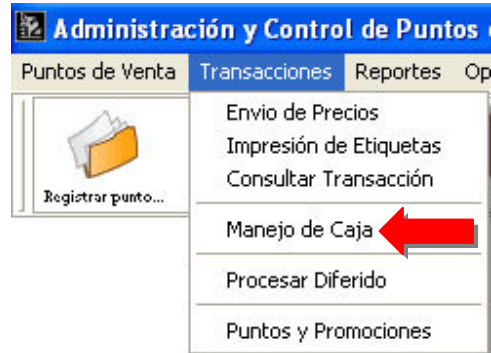 Administración y Control de Puntos
Puntos de Venta Transacciones Reportes Op
Envio de Precios
Impresión de Etiquetas
Consultar Transacción
Registrar punto...
Manejo de Caja
Procesar Diferido
Puntos y Promociones